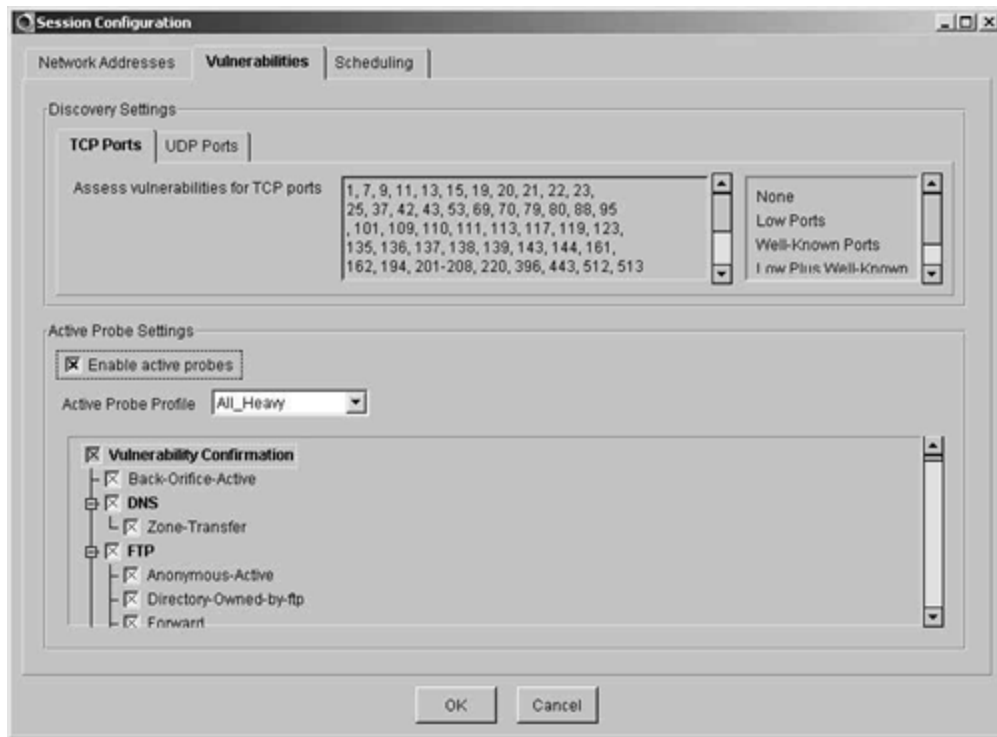 Session Configuration
Network Addresses
Vulnerabilities
Scheduling
Discovery Settings
TCP Ports
UDP Ports
Assess vulnerabilities for TCP ports
1, 7, 9, 11, 13, 15, 19, 20, 21, 22, 23,
25, 37, 42, 43, 53, 69, 70, 79, 80, 88, 95
, 101, 109, 110, 111, 113, 117, 119, 123,
135, 136, 137, 138, 139, 143, 144, 161,
162, 194, 201-208, 220, 396, 443, 512, 513
None
Low Ports
Well-Known Ports
Low Plus Well-Known
Active Probe Settings
Enable active probes
Active Probe Profile
All_Heavy
Vulnerability Confirmation
Back-Orifice-Active
DNS
Zone-Transfer
FTP
Anonymous-Active
Directory-Owned-by-ftp
Forward
OK
Cancel